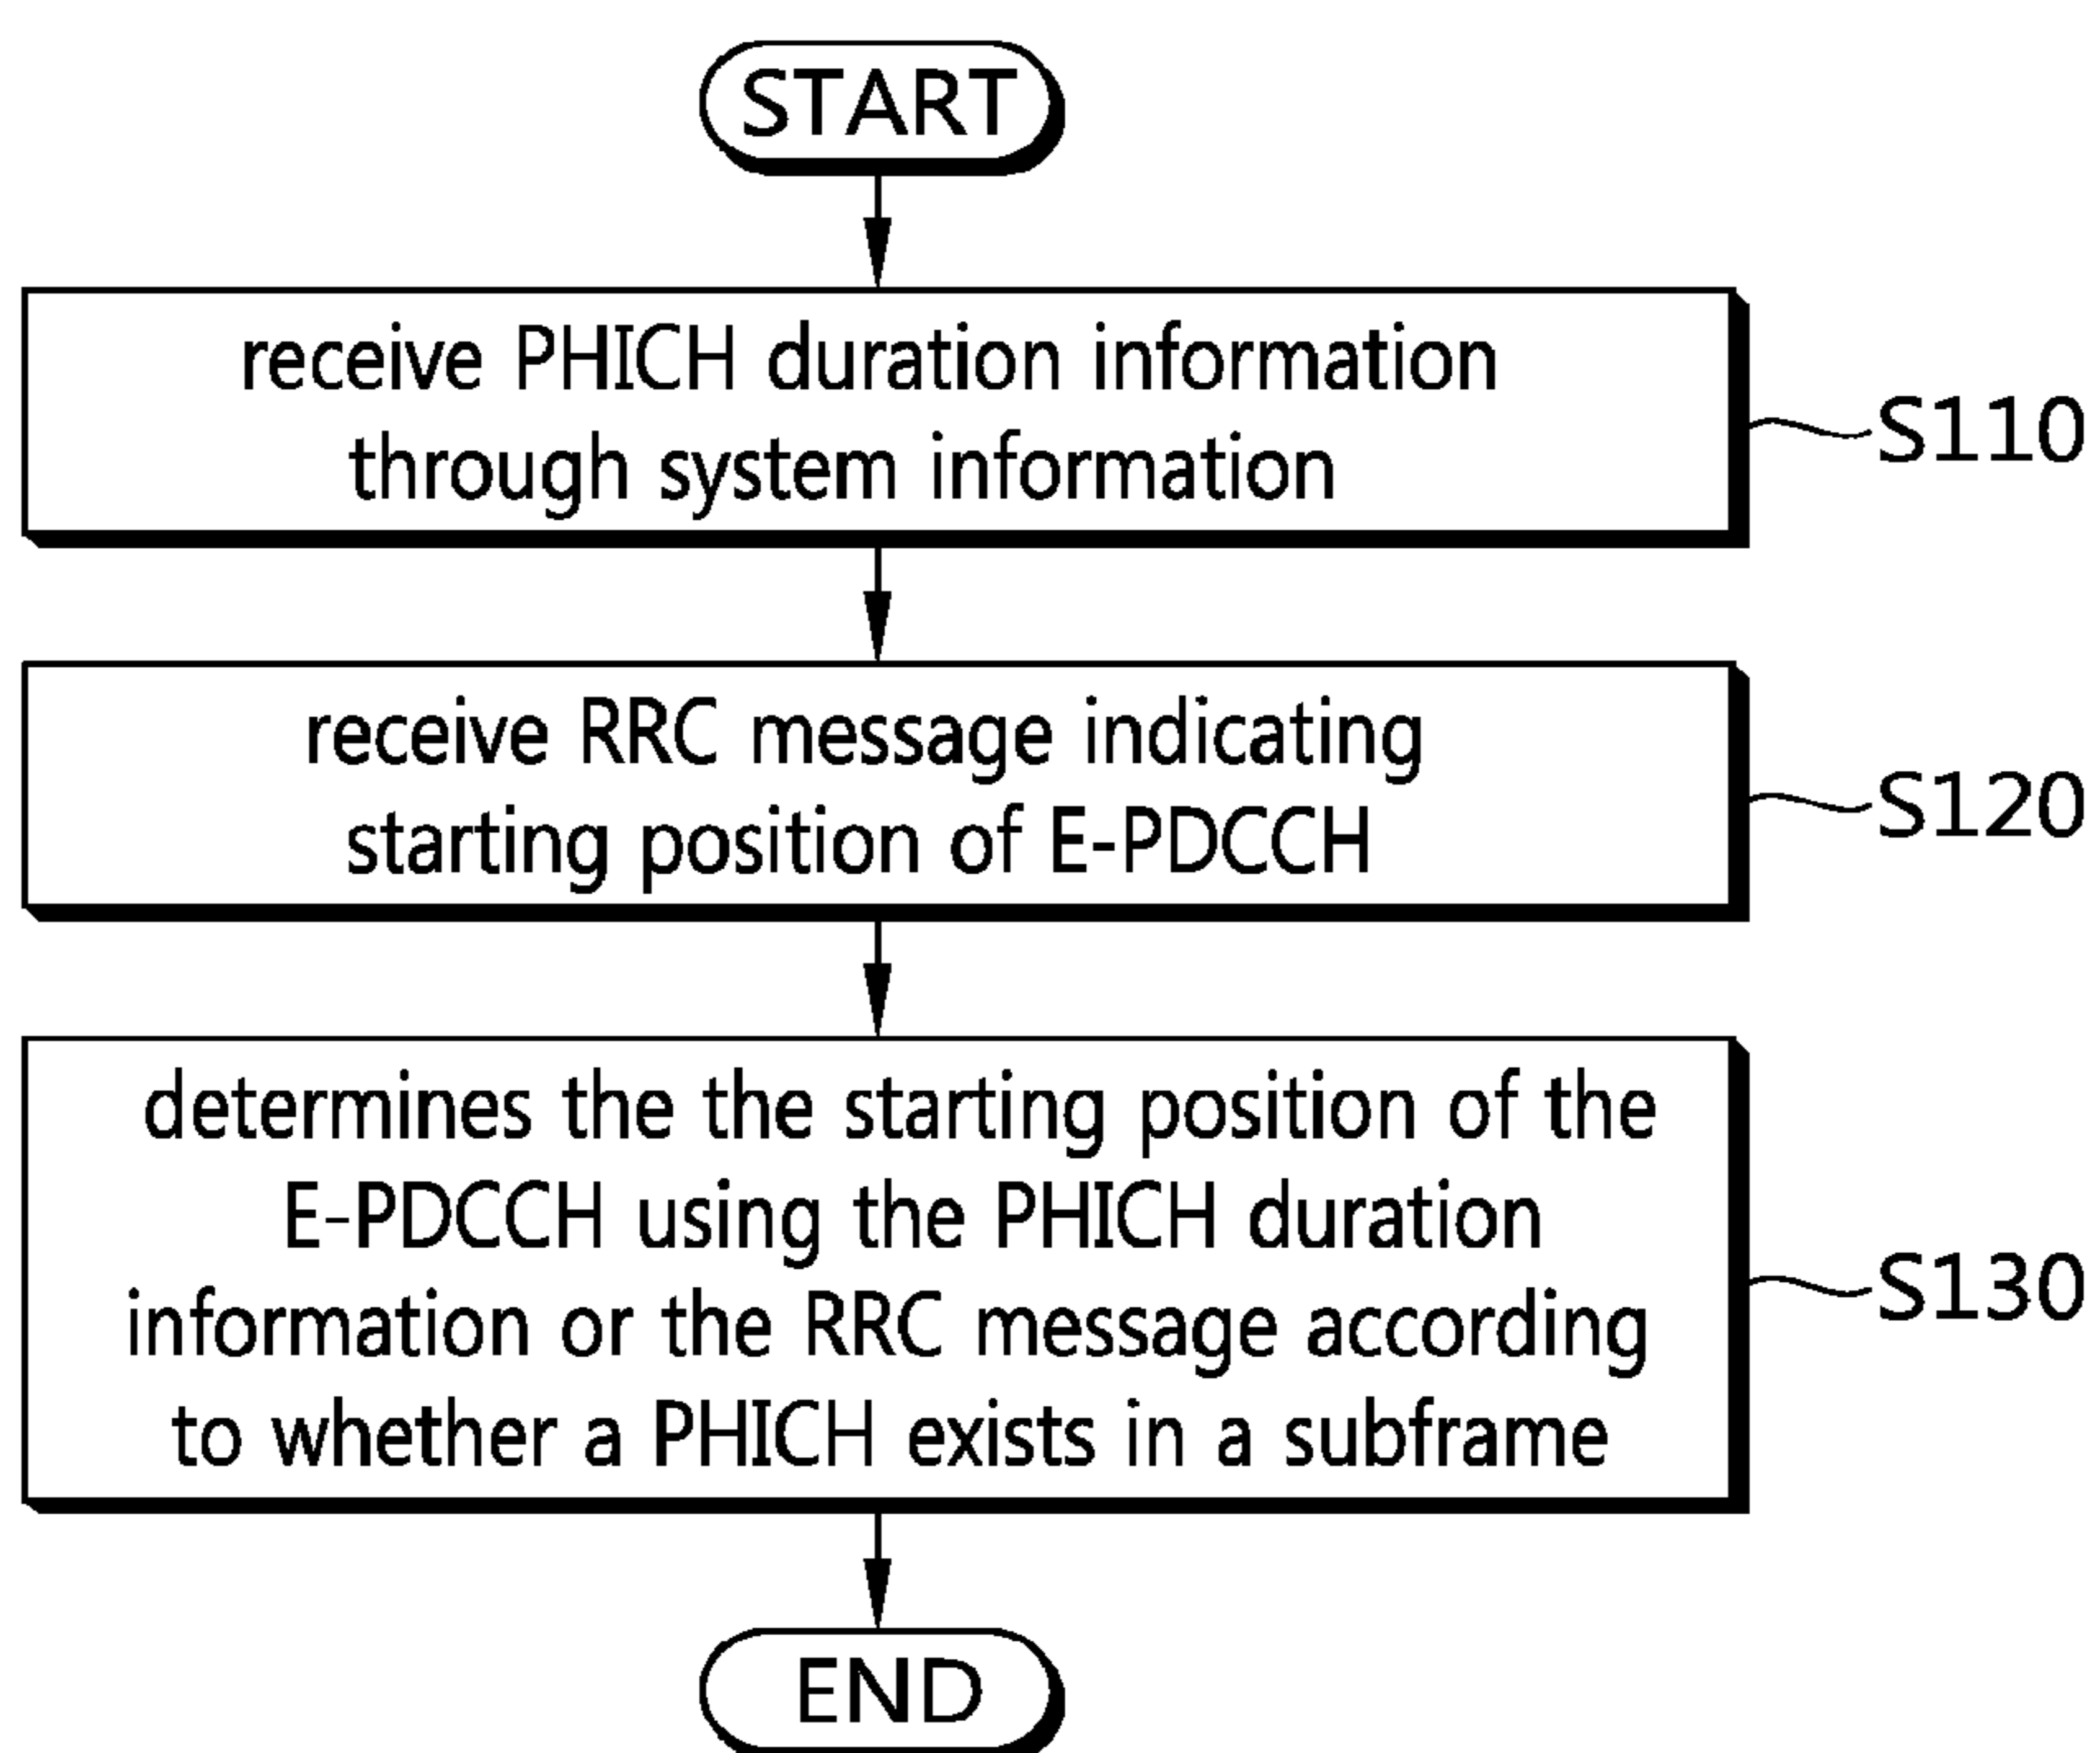 START
receive PHICH duration information
through system information
S110
receive RRC message indicating
starting position of E-PDCCH
S120
determines the the starting position of the
E-PDCCH using the PHICH duration
information or the RRC message according
to whether a PHICH exists in a subframe
S130
END